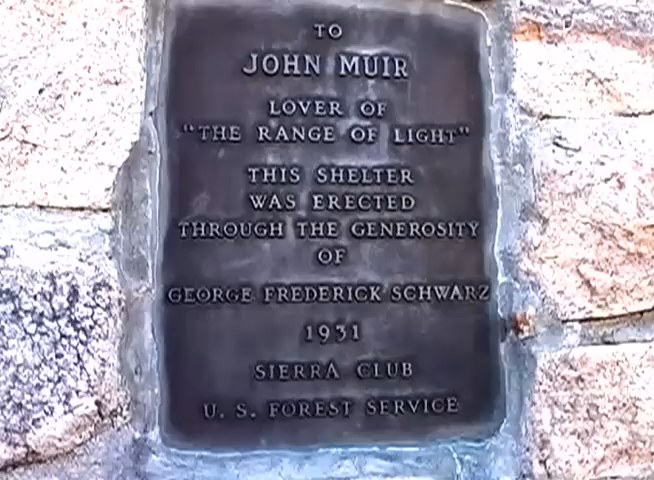 TO
JOHN MUIR
LOVER OF
"THE RANGE OF LIGHT"
THIS SHELTER
WAS ERECTED
THROUGH THE GENEROSITY
OF
GEORGE FREDERICK SCHWARZ
1931
SIERRA CLUB
U. S. FOREST SERVICE